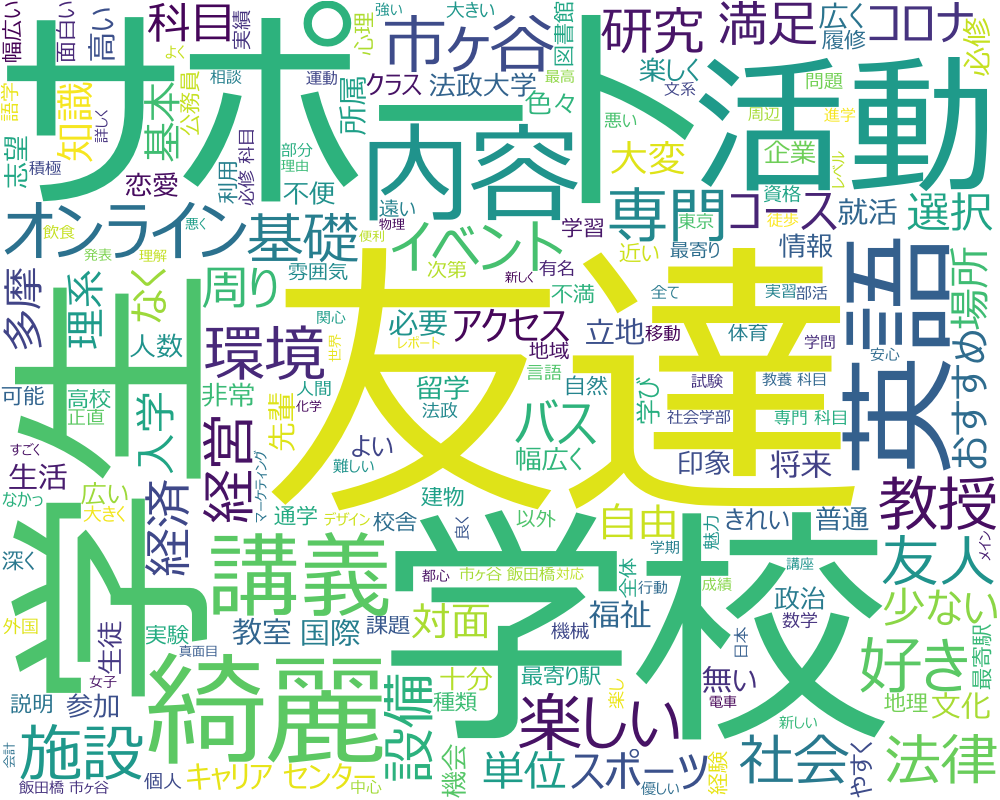 サポート
活動
友達
学校
学生
内容
英語
綺麗
講義
市ヶ谷
研究
満足
コロナ
広く
履修
必修
科目
実績
高い
面白い
幅広い
心理
強い
大きい
図書館
楽しく
文系
問題
進学
周辺
最高
クラス
法政大学
色々
悪い
大変
企業
レベル
資格
徒歩
東京
語学
よく
詳しく
公務員
相談
運動
知識
基本
所属
志望
積極
恋愛
利用
必修 科目
部分
理由
不便
遠い
物理
便利
専門
コース
就活
選択
オンライン
基礎
イベント
学習
最寄り
情報
近い
飲食
悪く
発表
理解
雰囲気
次第
新しく
有名
不満
全て
実習
部活
場所
おすすめ
多摩
理系
なく
周り
環境
関心
世界
レポート
必要
アクセス
地域
立地
移動
体育
学問
安心
人数
可能
高校
正直
非常
人間
化学
留学
法政
言語
自然
学び
試験
教養 科目
社会学部
専門 科目
入学
すごく
生活
なかっ
経営
先輩
よい
難しい
マーケティング
バス
幅広く
印象
将来
教授
メイン
広い
大きく
経済
通学
デザイン
校舎
建物
良く
以外
自由
きれい
普通
魅力
学期
講座
友人
深く
外国
女子
生徒
実験
真面目
教室
国際
課題
対面
都心
市ヶ谷 飯田橋
対応
全体
行動
成績
機械
福祉
政治
数学
日本
少ない
好き
最寄駅
説明
参加
設備
十分
種類
最寄り駅
楽しい
楽し
無い
電車
新しい
地理
文化
会計
施設
飯田橋 市ヶ谷
個人
キャリア センター
中心
機会
単位
スポーツ
優しい
経験
社会
やすく
法律